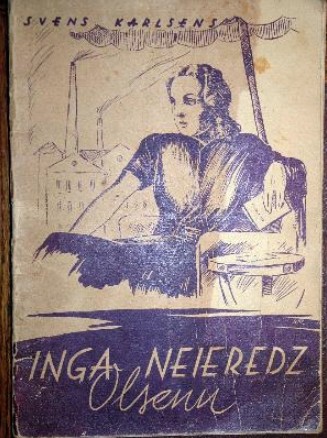 SVENS KARLSENS
INGA NEIEREDZ
Olsenu